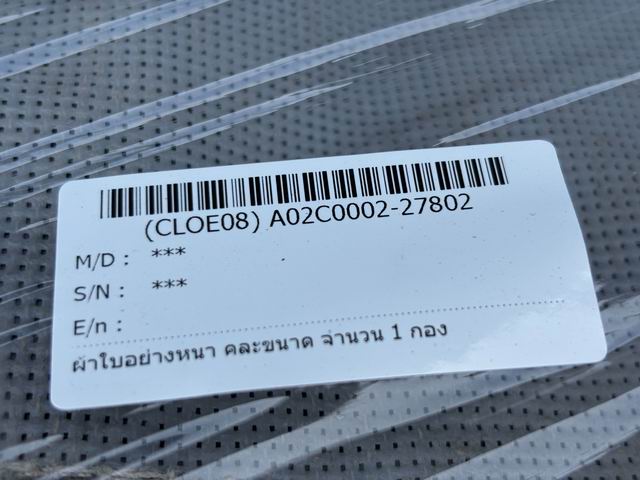 (CLOE08) A02C0002-27802
M/D : ***
S/N : ***
E/n :
ผ้าใบอย่างหนา คละขนาด จำนวน 1 กอง